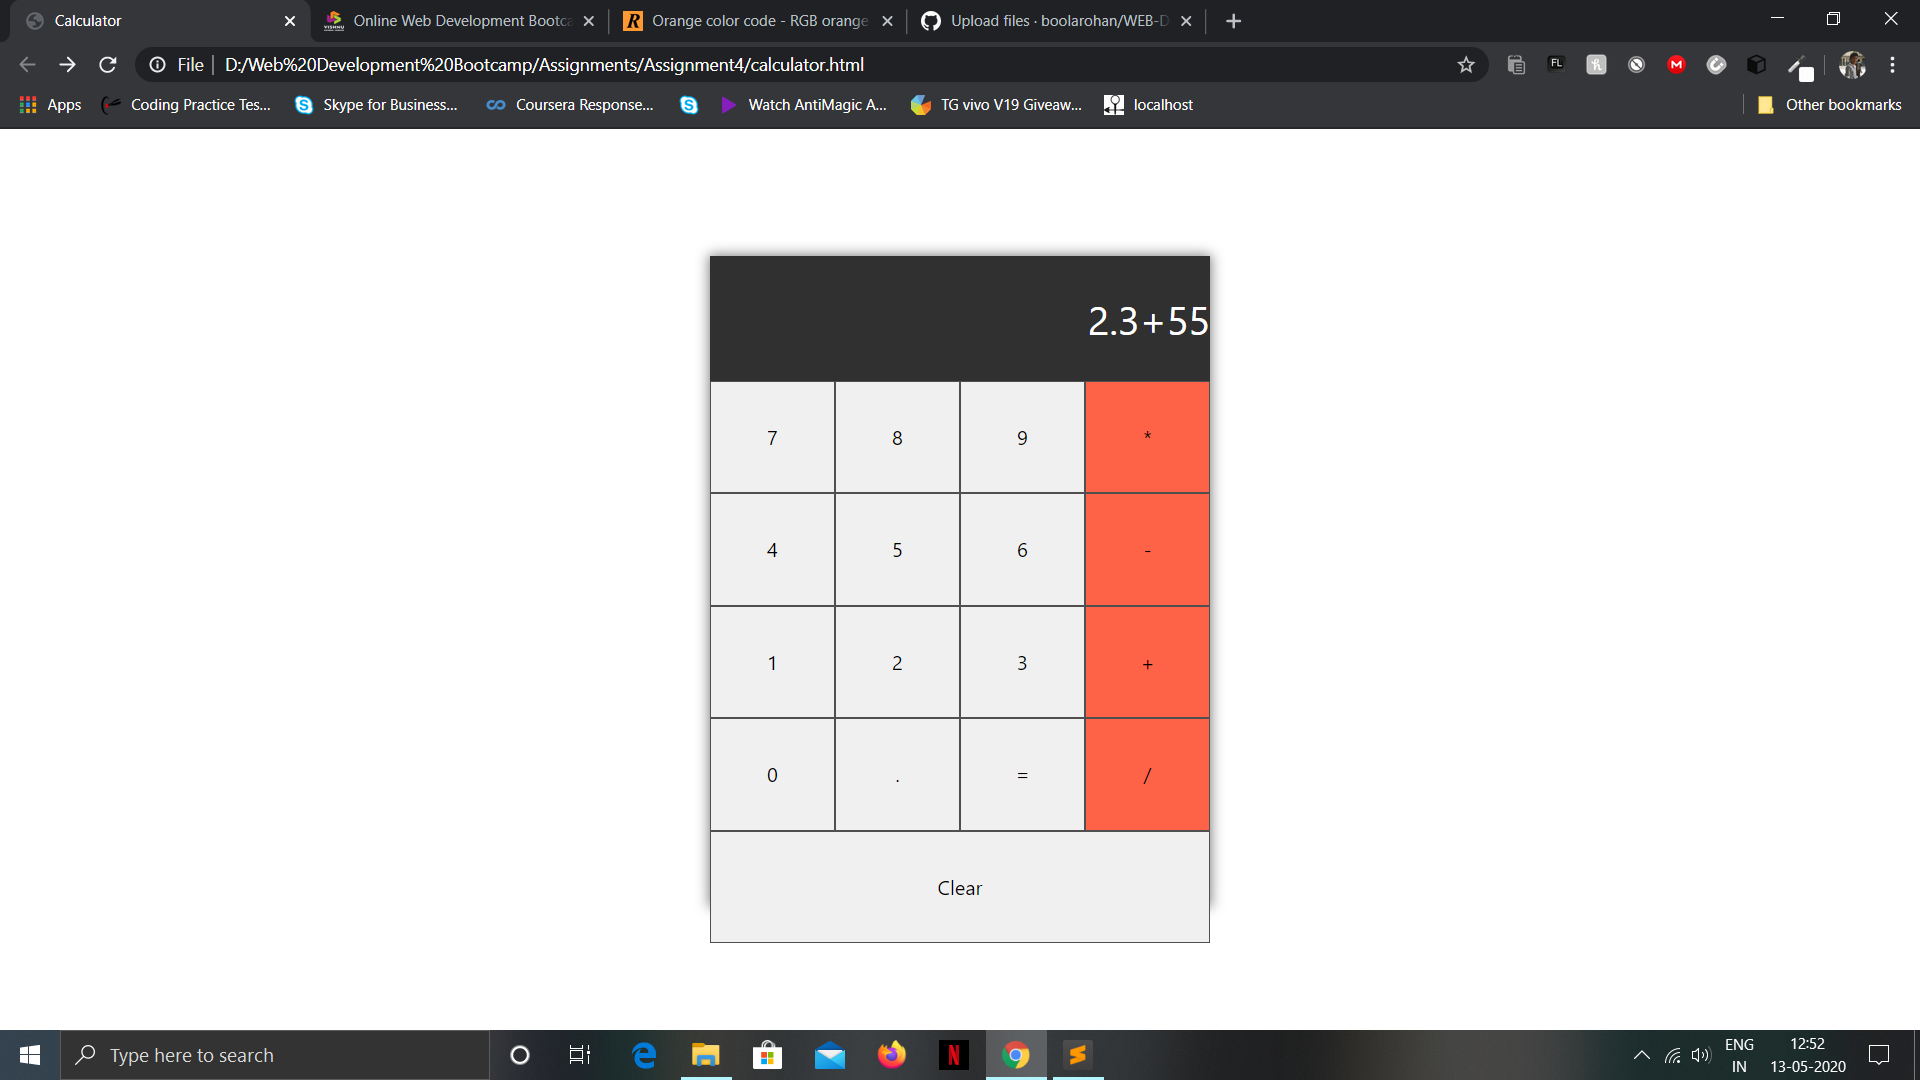 Calculator
Online Web Development Bootca
Orange color code - RGB orange
Upload files · boolarohan/WEB-D
File
D:/Web%20Development%20Bootcamp/Assignments/Assignment4/calculator.html
Apps
Coding Practice Tes...
Skype for Business...
Coursera Response...
Watch AntiMagic A...
TG vivo V19 Giveaw...
localhost
Other bookmarks
2.3+55
7 8 9 *
4 5 6 -
1 2 3 +
0 . = /
Clear
Type here to search
ENG
IN
12:52
13-05-2020